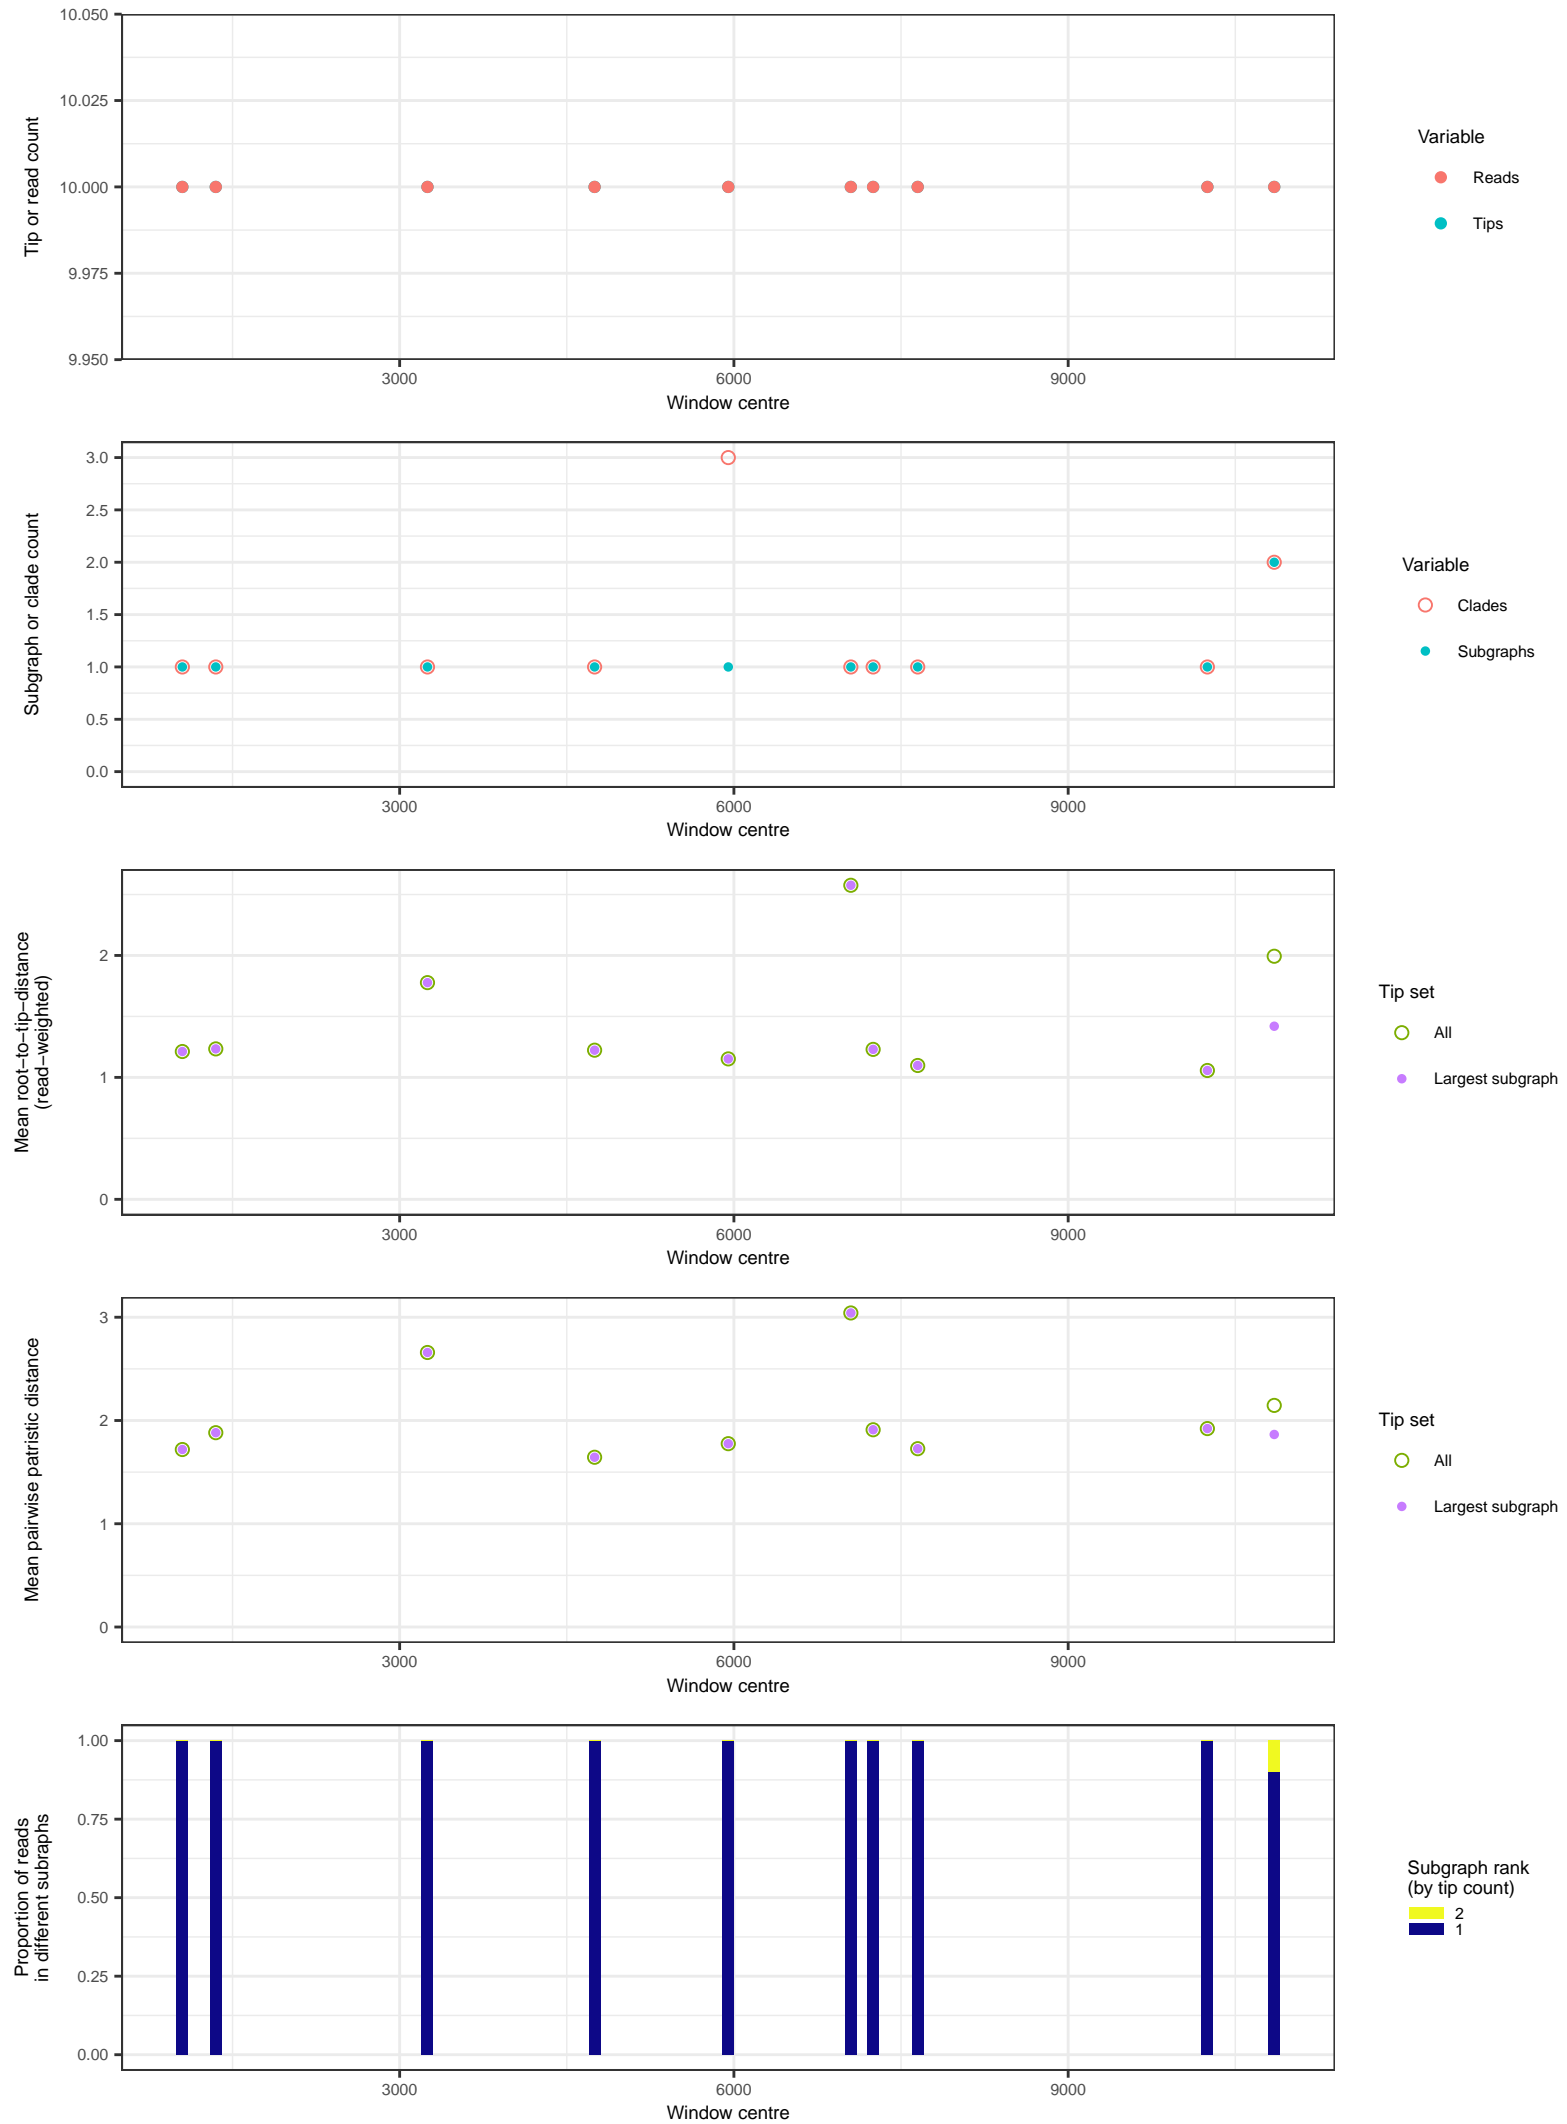 10.050
10.025
10.000
9.975
9.950
Tip or read count
3000
6000
9000
Window centre
Variable
Reads
Tips
3.0
2.5
2.0
1.5
1.0
0.5
0.0
Subgraph or clade count
3000
6000
9000
Window centre
Variable
Clades
Subgraphs
2
1
0
Mean root−to−tip−distance
(read−weighted)
3000
6000
9000
Window centre
Tip set
All
Largest subgraph
3
2
1
0
Mean pairwise patristic distance
3000
6000
9000
Window centre
Tip set
All
Largest subgraph
1.00
0.75
0.50
0.25
0.00
Proportion of reads
in different subraphs
3000
6000
9000
Window centre
Subgraph rank
(by tip count)
2
1